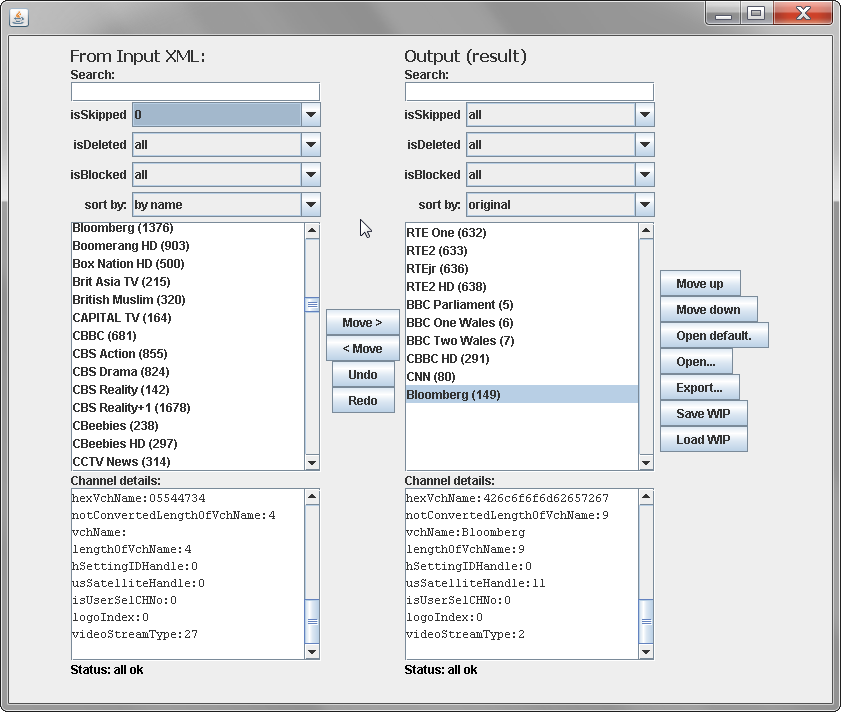 From Input XML:
Search:
isSkipped 0
isDeleted all
isBlocked all
sort by: by name
Bloomberg (1376)
Boomerang HD (903)
Box Nation HD (500)
Brit Asia TV (215)
British Muslim (320)
CAPITAL TV (164)
CBBC (681)
CBS Action (855)
CBS Drama (824)
CBS Reality (142)
CBS Reality+1 (1678)
CBeebies (238)
CBeebies HD (297)
CCTV News (314)
Channel details:
hexVchName:05544734
notConvertedLengthOfVchName:4
vchName:
lengthOfVchName:4
hSettingIDHandle:0
usSatelliteHandle:0
isUserSelCHNo:0
logoIndex:0
videoStreamType:27
Status: all ok
Move >
< Move
Undo
Redo
Output (result)
Search:
isSkipped all
isDeleted all
isBlocked all
sort by: original
RTE One (632)
RTE2 (633)
RTEjr (636)
RTE2 HD (638)
BBC Parliament (5)
BBC One Wales (6)
BBC Two Wales (7)
CBBC HD (291)
CNN (80)
Bloomberg (149)
Channel details:
hexVchName:426c6f6f6d62657267
notConvertedLengthOfVchName:9
vchName:Bloomberg
lengthOfVchName:9
hSettingIDHandle:0
usSatelliteHandle:11
isUserSelCHNo:0
logoIndex:0
videoStreamType:2
Status: all ok
Move up
Move down
Open default.
Open...
Export...
Save WIP
Load WIP